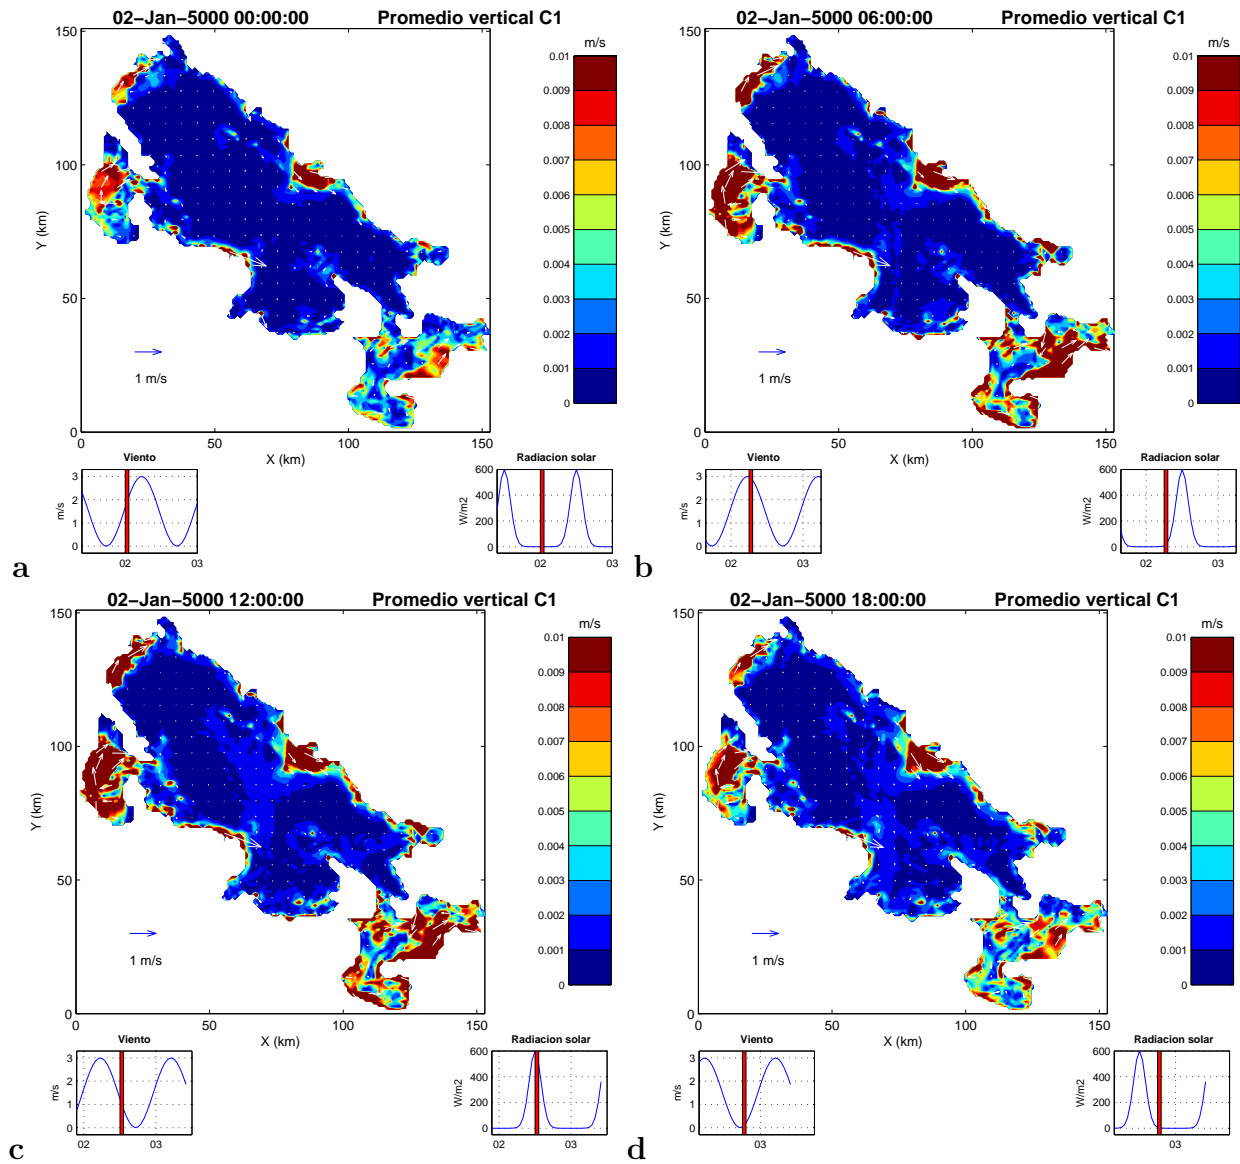 02-Jan-5000 00:00:00 Promedio vertical C1
m/s
150
100
50
0
Y (km)
0 50 100 150
X (km)
1 m/s
0.01
0.009
0.008
0.007
0.006
0.005
0.004
0.003
0.002
0.001
0
Viento
m/s
3
2
1
0
02 03
Radiacion solar
W/m2
600
400
200
0
02 03
a
02-Jan-5000 06:00:00 Promedio vertical C1
m/s
150
100
50
0
Y (km)
0 50 100 150
X (km)
1 m/s
0.01
0.009
0.008
0.007
0.006
0.005
0.004
0.003
0.002
0.001
0
Viento
m/s
3
2
1
0
02 03
Radiacion solar
W/m2
600
400
200
0
02 03
b
02-Jan-5000 12:00:00 Promedio vertical C1
m/s
150
100
50
0
Y (km)
0 50 100 150
X (km)
1 m/s
0.01
0.009
0.008
0.007
0.006
0.005
0.004
0.003
0.002
0.001
0
Viento
m/s
3
2
1
0
02 03
Radiacion solar
W/m2
600
400
200
0
02 03
c
02-Jan-5000 18:00:00 Promedio vertical C1
m/s
150
100
50
0
Y (km)
0 50 100 150
X (km)
1 m/s
0.01
0.009
0.008
0.007
0.006
0.005
0.004
0.003
0.002
0.001
0
Viento
m/s
3
2
1
0
03
Radiacion solar
W/m2
600
400
200
0
03
d